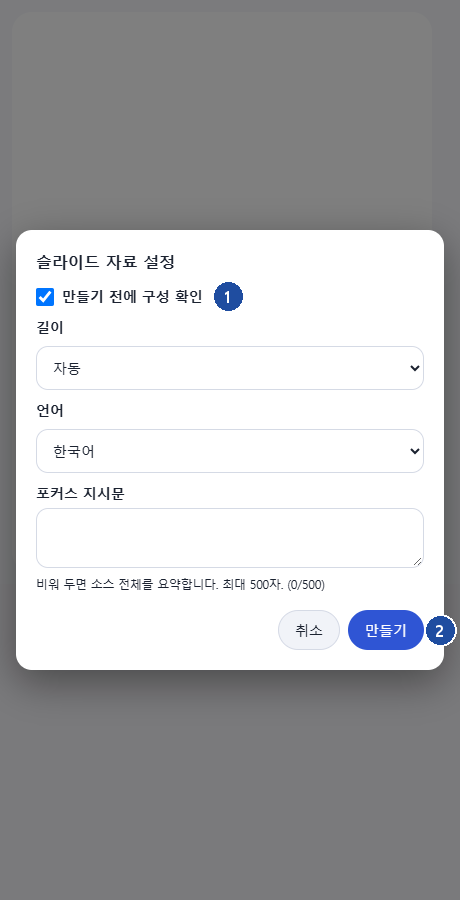 슬라이드 자료 설정
만들기 전에 구성 확인 1
길이
자동
언어
한국어
포커스 지시문
비워 두면 소스 전체를 요약합니다. 최대 500자. (0/500)
취소 만들기 2